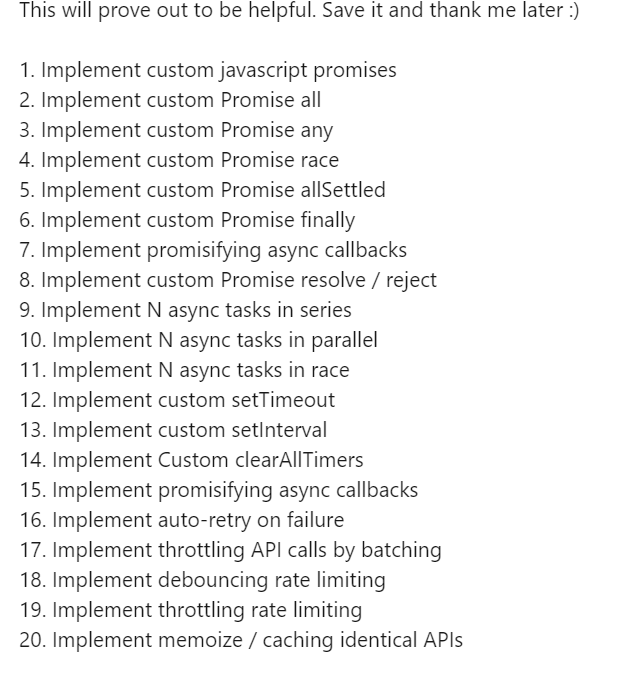 This will prove out to be helpful. Save it and thank me later :)
1. Implement custom javascript promises
2. Implement custom Promise all
3. Implement custom Promise any
4. Implement custom Promise race
5. Implement custom Promise allSettled
6. Implement custom Promise finally
7. Implement promisifying async callbacks
8. Implement custom Promise resolve / reject
9. Implement N async tasks in series
10. Implement N async tasks in parallel
11. Implement N async tasks in race
12. Implement custom setTimeout
13. Implement custom setInterval
14. Implement Custom clearAllTimers
15. Implement promisifying async callbacks
16. Implement auto-retry on failure
17. Implement throttling API calls by batching
18. Implement debouncing rate limiting
19. Implement throttling rate limiting
20. Implement memoize / caching identical APIs